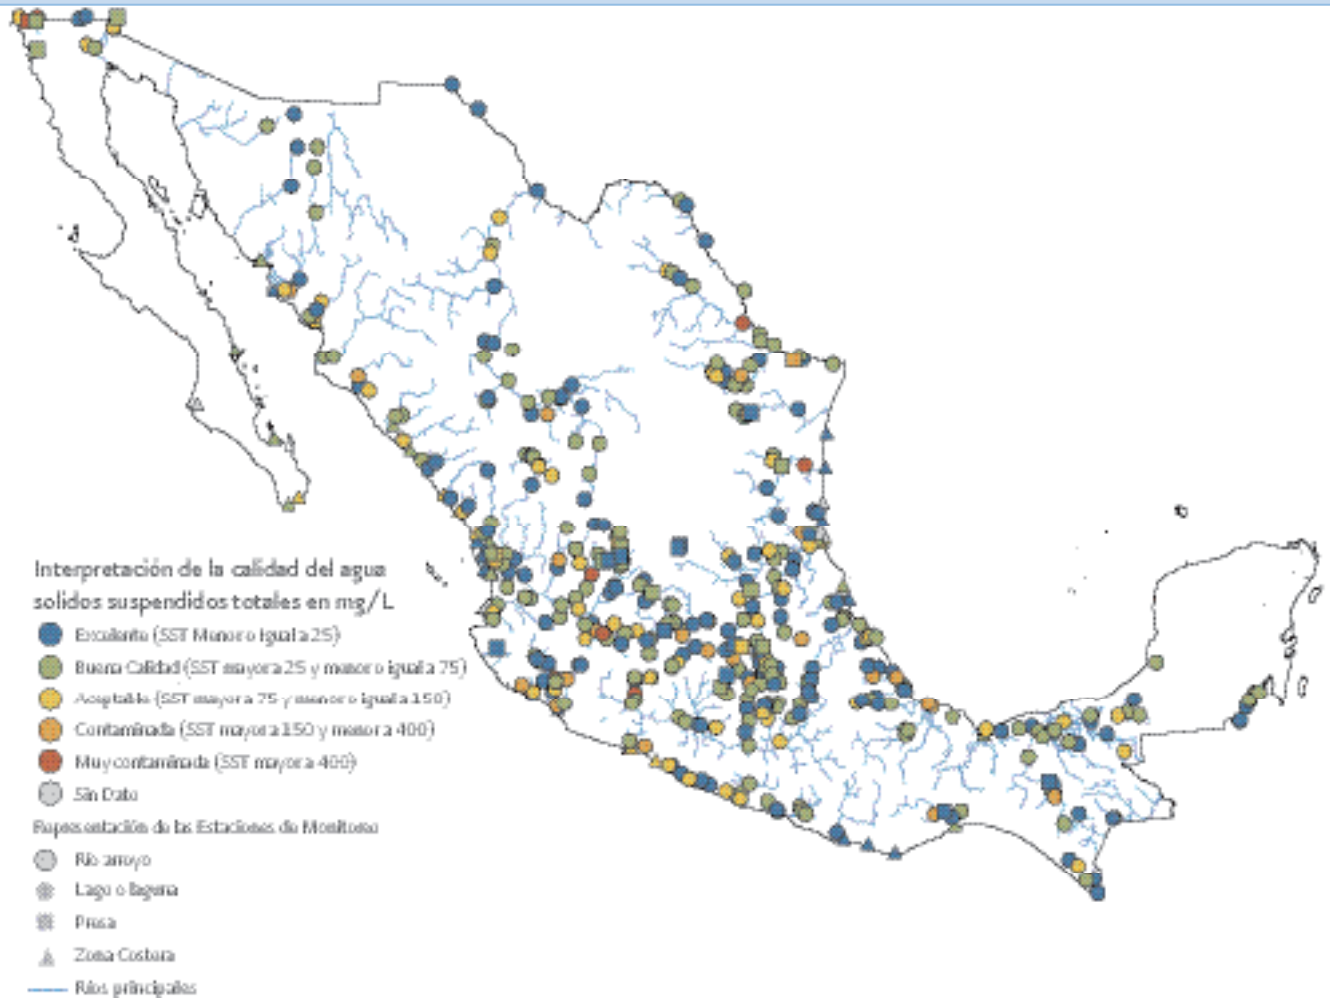 Interpretación de la calidad del agua
solidos suspendidos totales en mg/L
Excelente (SST Menor o igual a 25)
Buena Calidad (SST mayor a 25 y menor o igual a 75)
Aceptable (SST mayor a 75 y menor o igual a 150)
Contaminada (SST mayor a 150 y menor a 400)
Muy contaminada (SST mayor a 400)
Sin Dato
Representación de las Estaciones de Monitoreo
Río arroyo
Lago o laguna
Presa
Zona Costera
Ríos principales